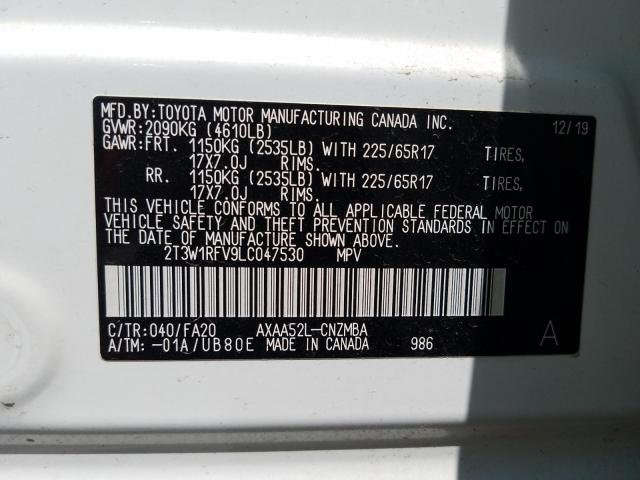 MFD.BY:TOYOTA MOTOR MANUFACTURING CANADA INC. 12/19
GVWR:2090KG (4610LB)
GAWR:FRT. 1150KG (2535LB) WITH 225/65R17 TIRES,
17X7.0J RIMS.
RR. 1150KG (2535LB) WITH 225/65R17 TIRES,
17X7.0J RIMS.
THIS VEHICLE CONFORMS TO ALL APPLICABLE FEDERAL MOTOR
VEHICLE SAFETY AND THEFT PREVENTION STANDARDS IN EFFECT ON
THE DATE OF MANUFACTURE SHOWN ABOVE.
2T3W1RFV9LC047530 MPV
C/TR:040/FA20 AXAA52L-CNZMBA
A/TM:-01A/UB80E MADE IN CANADA 986 A